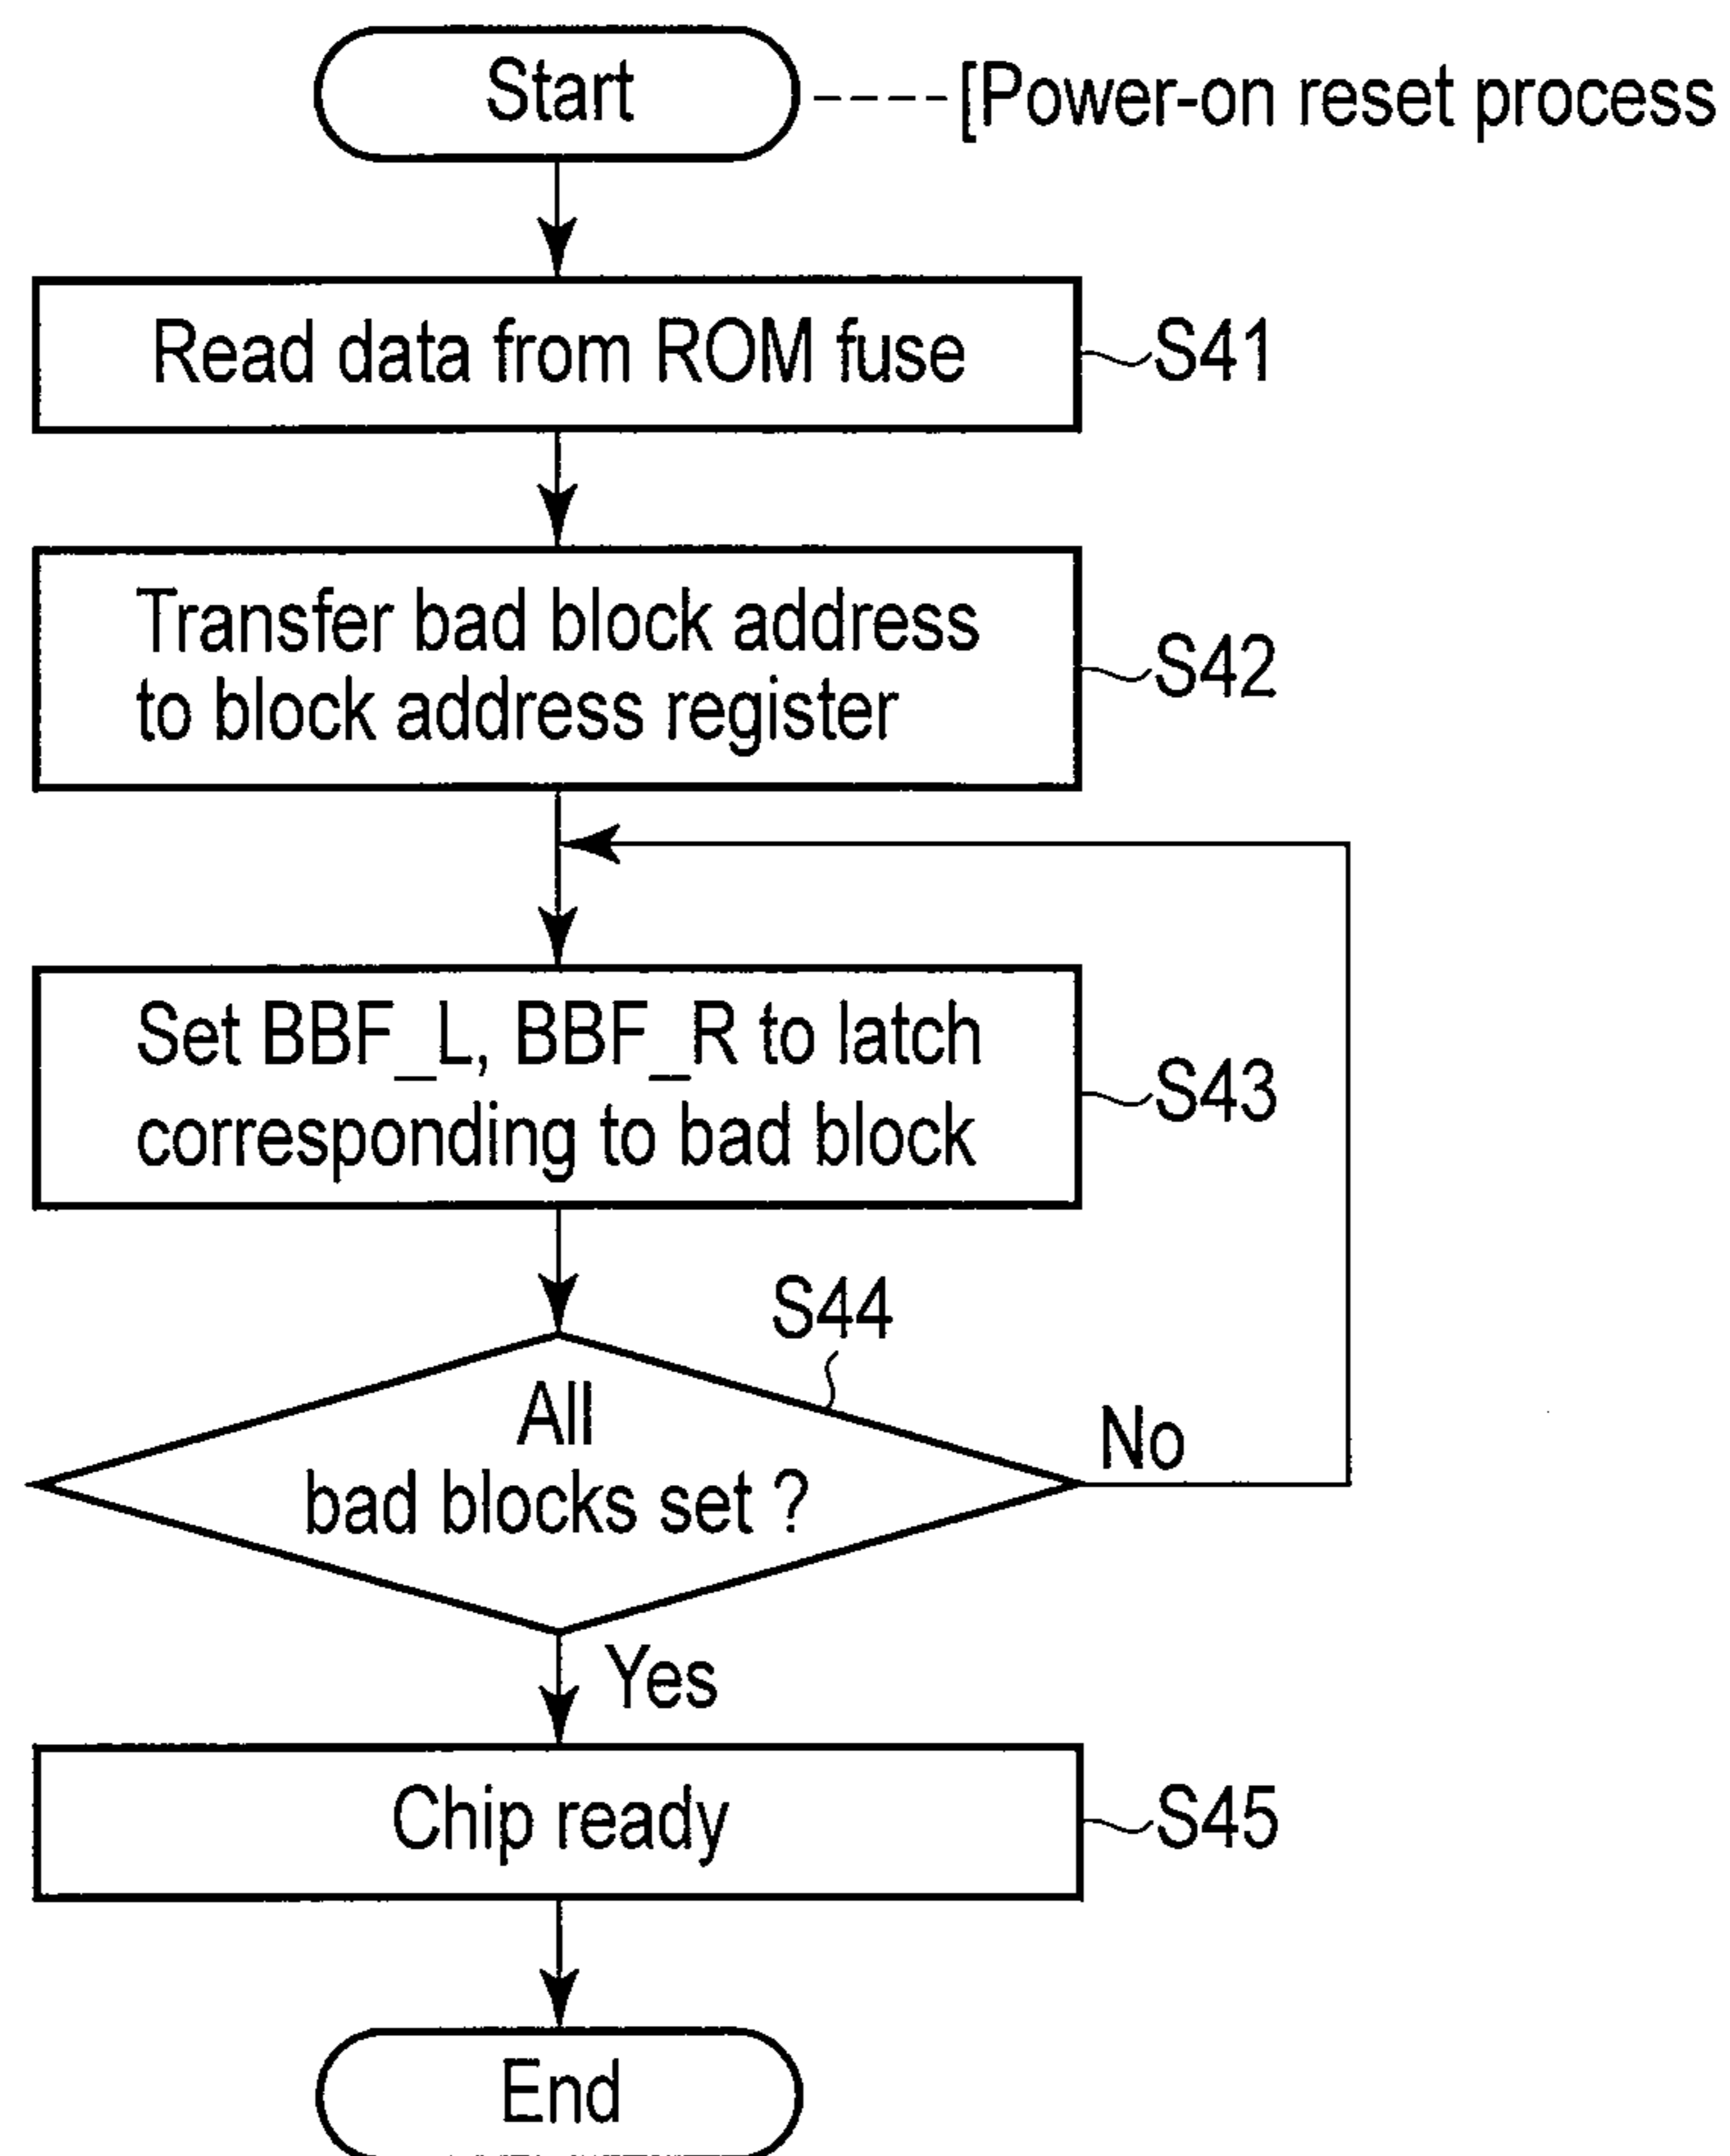 Start
[Power-on reset process
Read data from ROM fuse
S41
Transfer bad block address
to block address register
S42
Set BBF_L, BBF_R to latch
corresponding to bad block
S43
S44
All
bad blocks set ?
No
Yes
Chip ready
S45
End